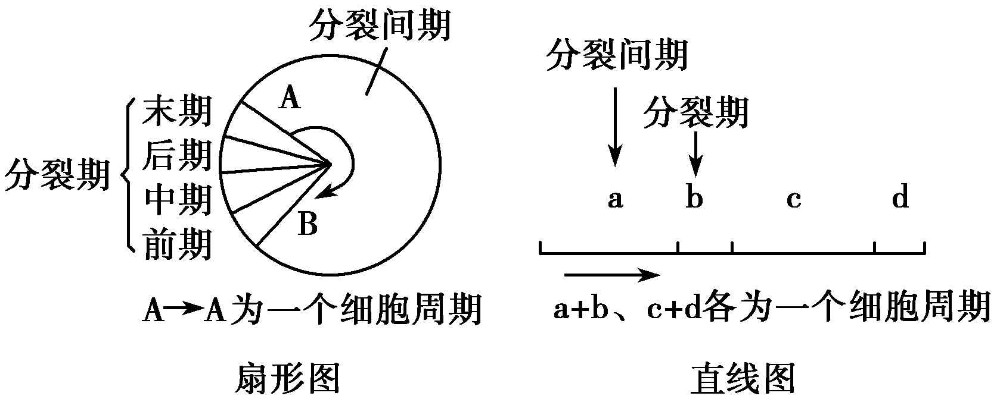 分裂间期
A
末期
后期
分裂期
中期
前期
B
A→A为一个细胞周期
扇形图
分裂间期
分裂期
a b c d
a+b、c+d各为一个细胞周期
直线图